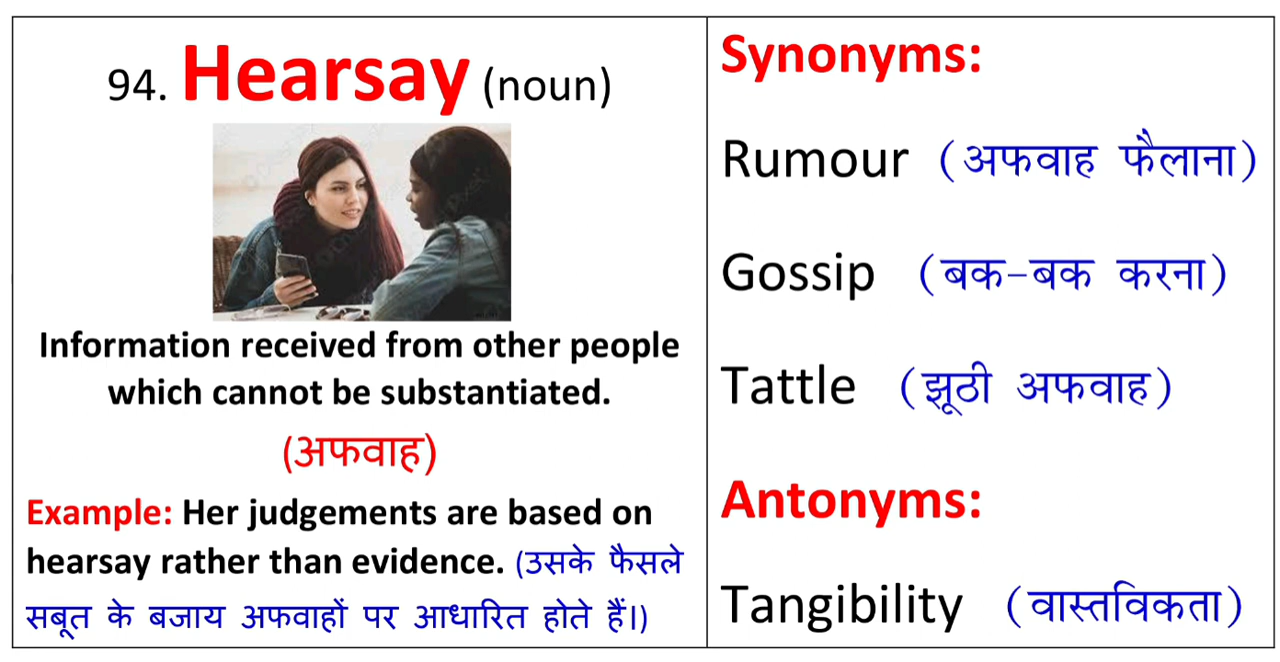 94. Hearsay (noun)
Information received from other people
which cannot be substantiated.
(अफवाह)
Example: Her judgements are based on
hearsay rather than evidence. (उसके फैसले
सबूत के बजाय अफवाहों पर आधारित होते हैं।)
Synonyms:
Rumour (अफवाह फैलाना)
Gossip (बक-बक करना)
Tattle (झूठी अफवाह)
Antonyms:
Tangibility (वास्तविकता)